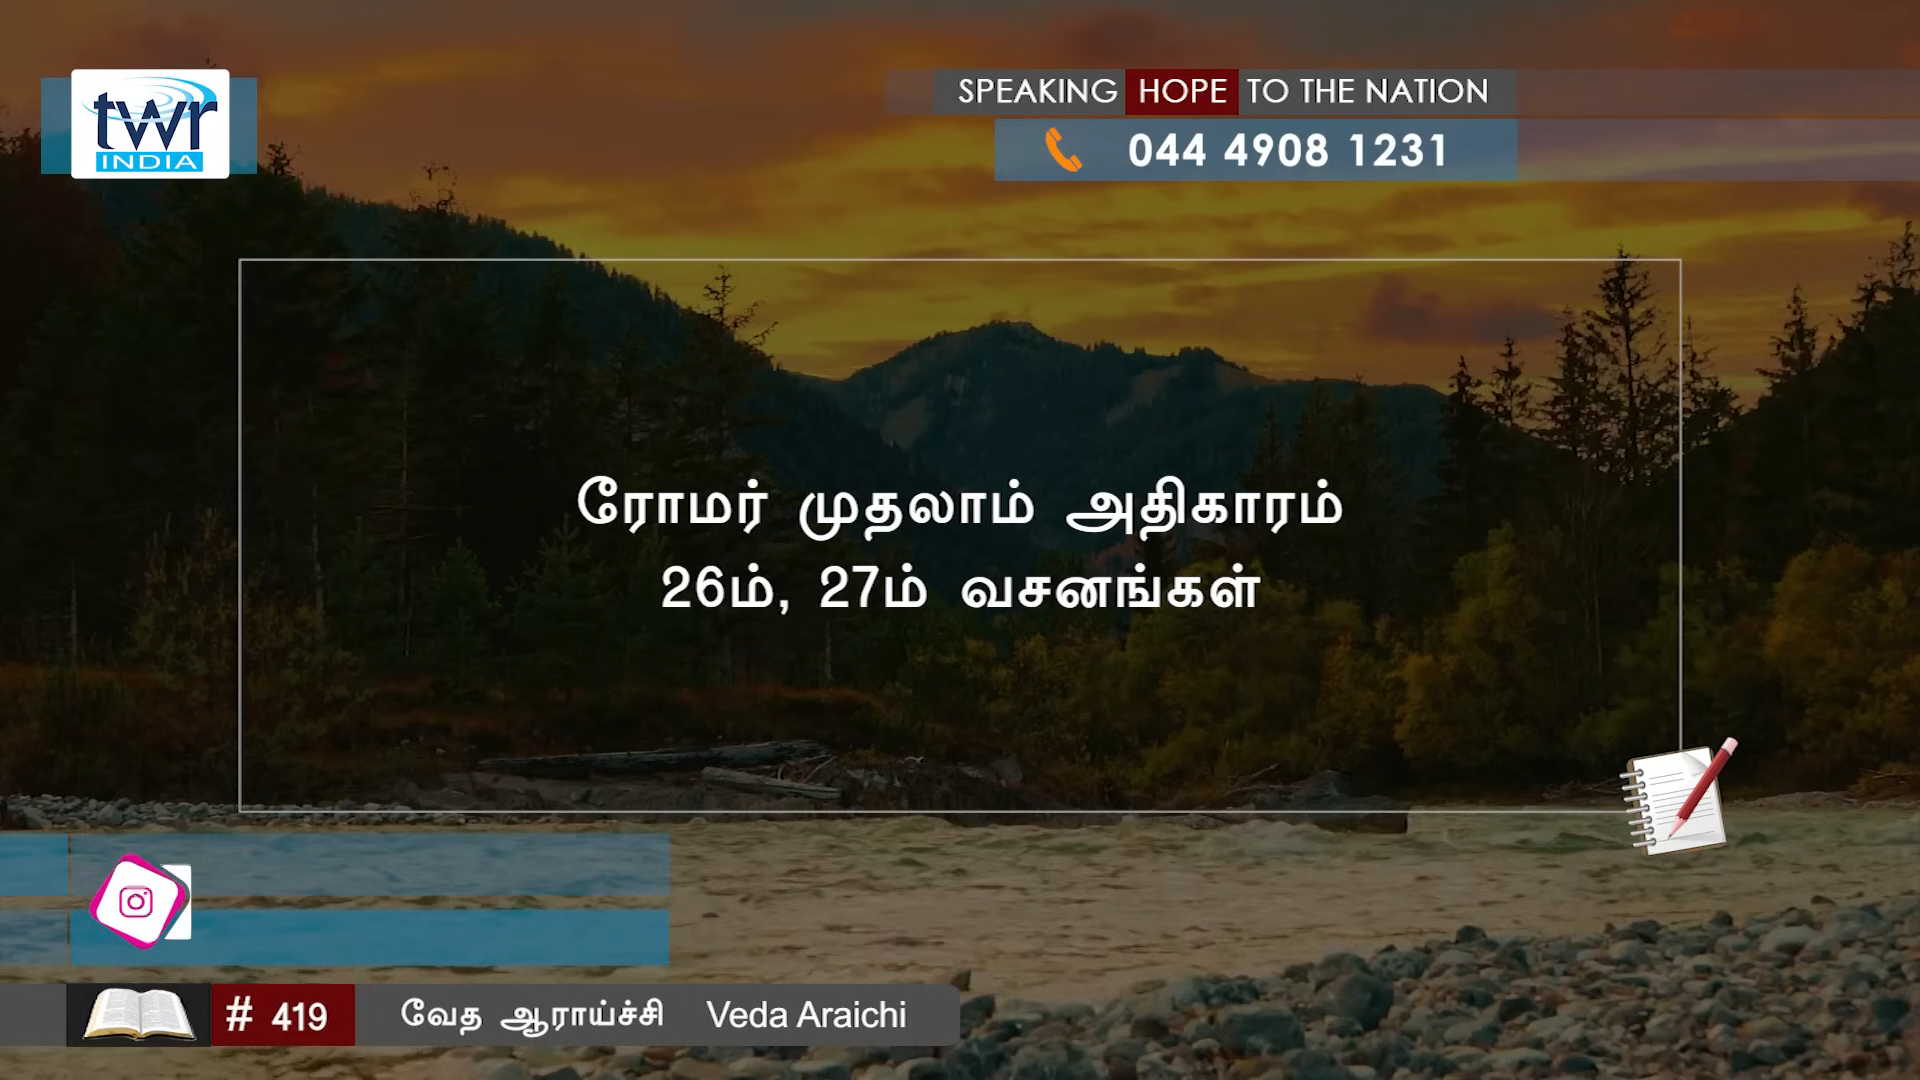 twr
INDIA
SPEAKING HOPE TO THE NATION
044 4908 1231
ரோமர் முதலாம் அதிகாரம்
26ம், 27ம் வசனங்கள்
# 419 வேத ஆராய்ச்சி Veda Araichi